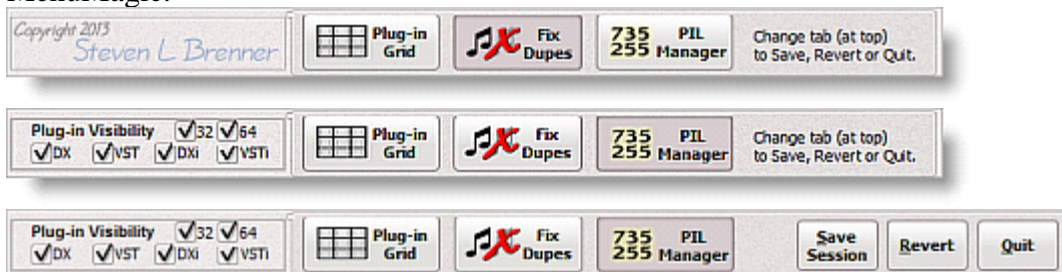 MenuMagic.
Copyright 2013
Steven L Brenner
Plug-in
Grid
Fix
Dupes
735
255
PIL
Manager
Change tab (at top)
to Save, Revert or Quit.
Plug-in Visibility 32 64
DX VST DXi VSTi
Plug-in
Grid
Fix
Dupes
735
255
PIL
Manager
Change tab (at top)
to Save, Revert or Quit.
Plug-in Visibility 32 64
DX VST DXi VSTi
Plug-in
Grid
Fix
Dupes
735
255
PIL
Manager
Save
Session
Revert
Quit